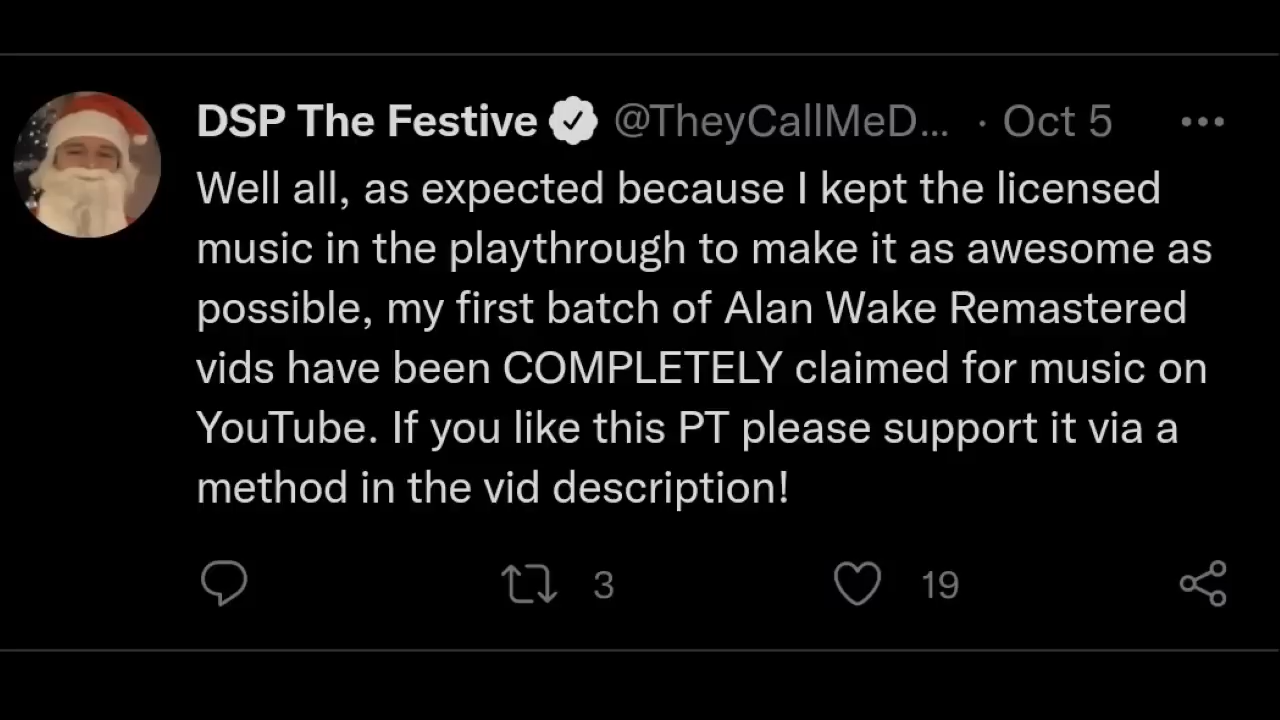 DSP The Festive @TheyCallMeD... · Oct 5
Well all, as expected because I kept the licensed
music in the playthrough to make it as awesome as
possible, my first batch of Alan Wake Remastered
vids have been COMPLETELY claimed for music on
YouTube. If you like this PT please support it via a
method in the vid description!
3 19